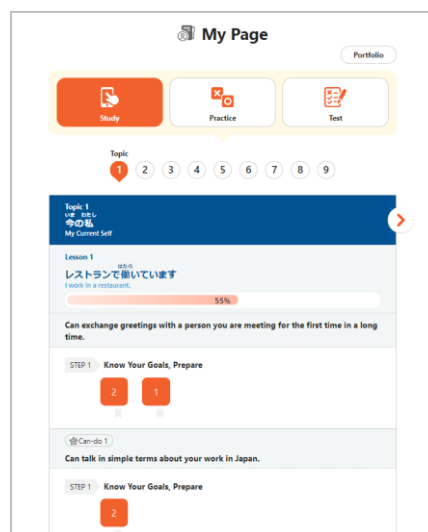 My Page
Portfolio
Study
Practice
Test
Topic
1 2 3 4 5 6 7 8 9
Topic 1
いま わたし
今の私
My Current Self
Lesson 1
はたら
レストランで働いています
I work in a restaurant.
55%
Can exchange greetings with a person you are meeting for the first time in a long
time.
STEP 1 Know Your Goals, Prepare
2 1
Can-do 1
Can talk in simple terms about your work in Japan.
STEP 1 Know Your Goals, Prepare
2